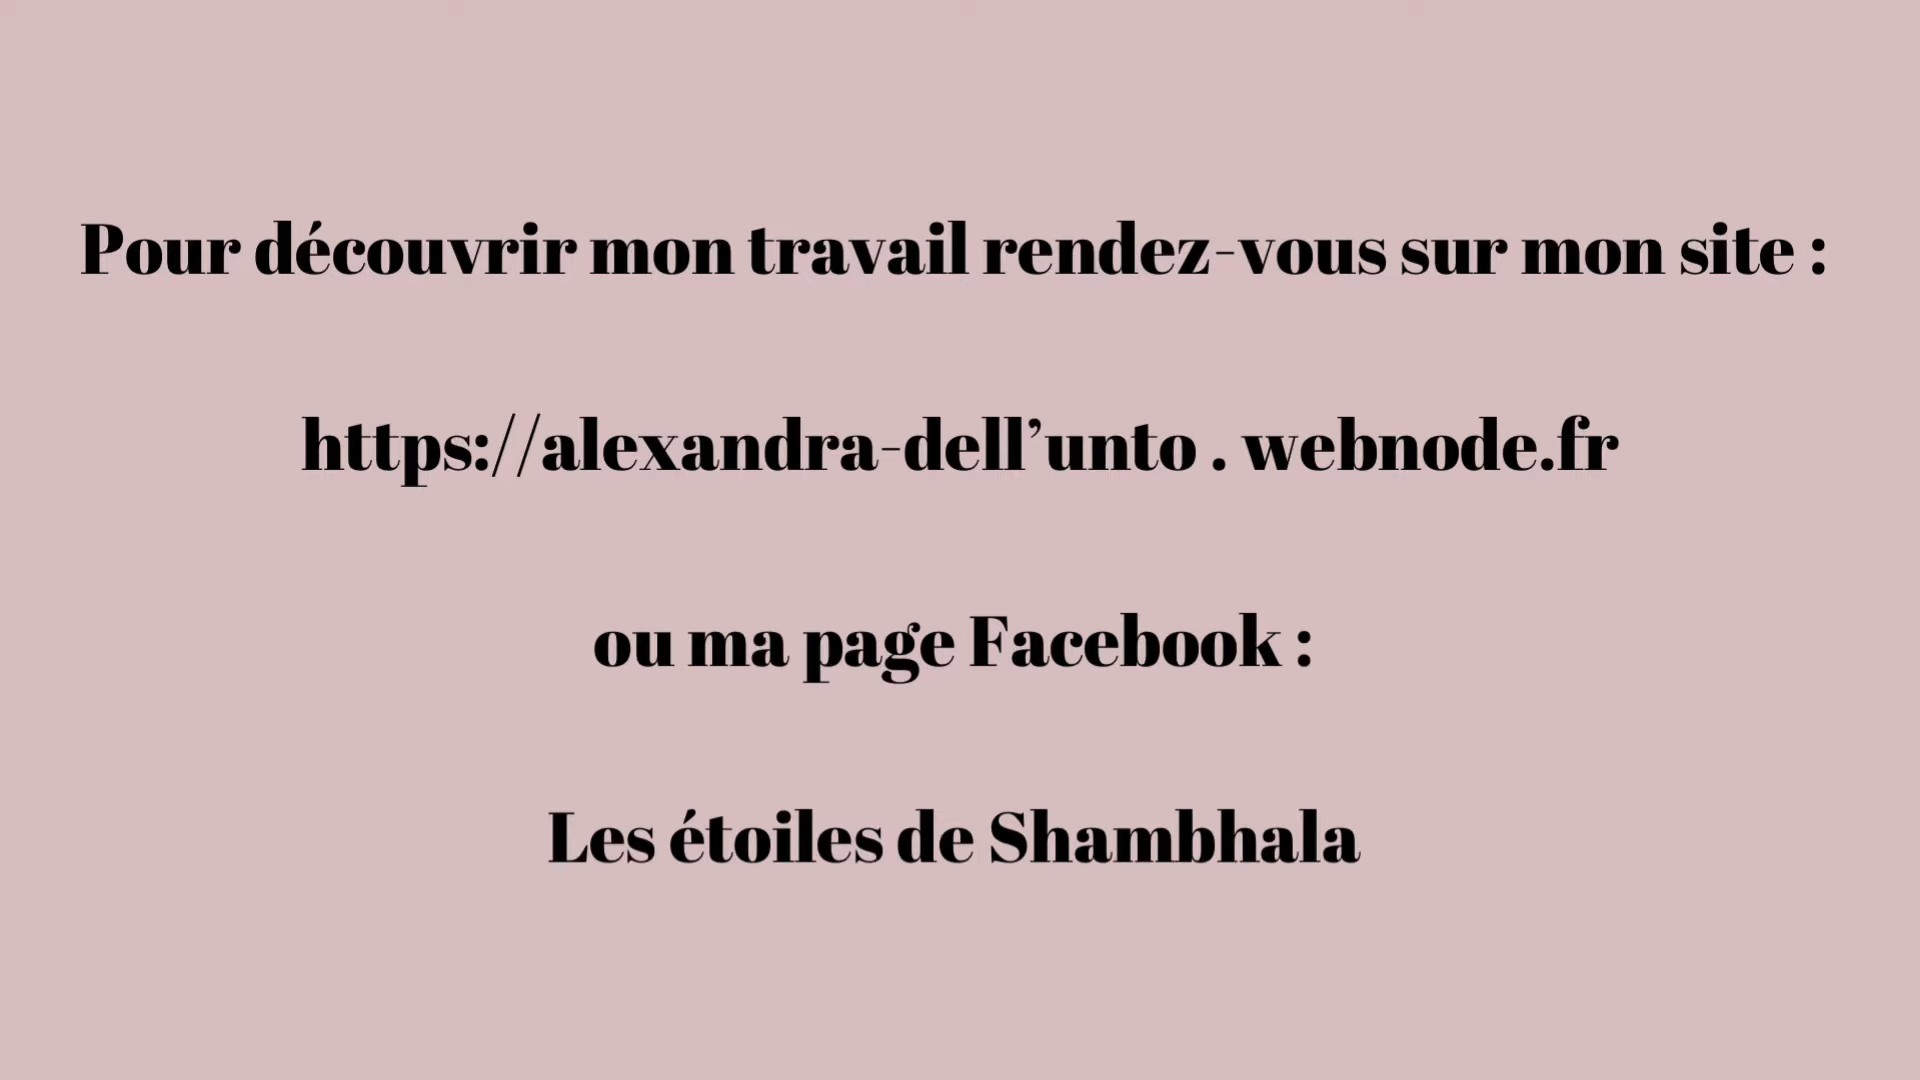 Pour découvrir mon travail rendez-vous sur mon site :
https://alexandra-dell’unto . webnode.fr
ou ma page Facebook :
Les étoiles de Shambhala